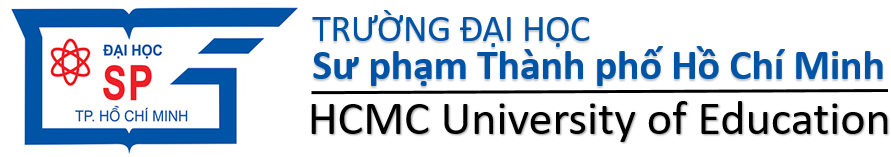 ĐẠI HỌC
SP
TP. HỒ CHÍ MINH
TRƯỜNG ĐẠI HỌC
Sư phạm Thành phố Hồ Chí Minh
HCMC University of Education